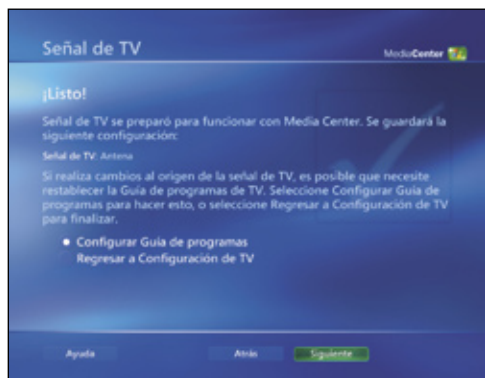 Señal de TV
MediaCenter
¡Listo!
Señal de TV se preparó para funcionar con Media Center. Se guardará la
siguiente configuración:
Señal de TV: Antena
Si realiza cambios al origen de la señal de TV, es posible que necesite
restablecer la Guía de programas de TV. Seleccione Configurar Guía de
programas para hacer esto, o seleccione Regresar a Configuración de TV
para finalizar.
Configurar Guía de programas
Regresar a Configuración de TV
Ayuda
Atrás
Siguiente